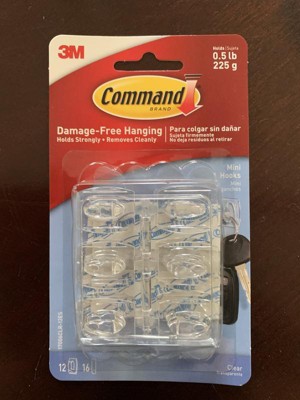 3M
Holds/Sujeta
0.5 lb
225 g
Command
BRAND
Damage-Free Hanging
Holds Strongly • Removes Cleanly
Para colgar sin dañar
Sujeta firmemente
No deja residuos al retirar
Mini
Hooks
12
16
Clear